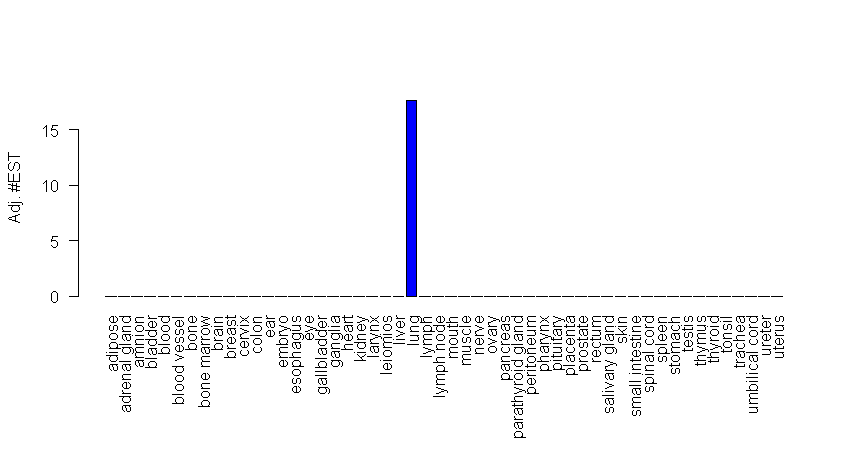 Adj. #EST
15
10
5
0
adipose
adrenal gland
amnion
bladder
blood
blood vessel
bone
bone marrow
brain
breast
cervix
colon
ear
embryo
esophagus
eye
gallbladder
ganglia
heart
kidney
larynx
leiomios
liver
lung
lymph
lymph node
mouth
muscle
nerve
ovary
pancreas
parathyroid gland
peritoneum
pharynx
pituitary
placenta
prostate
rectum
salivary gland
skin
small intestine
spinal cord
spleen
stomach
testis
thymus
thyroid
tonsil
trachea
umbilical cord
ureter
uterus